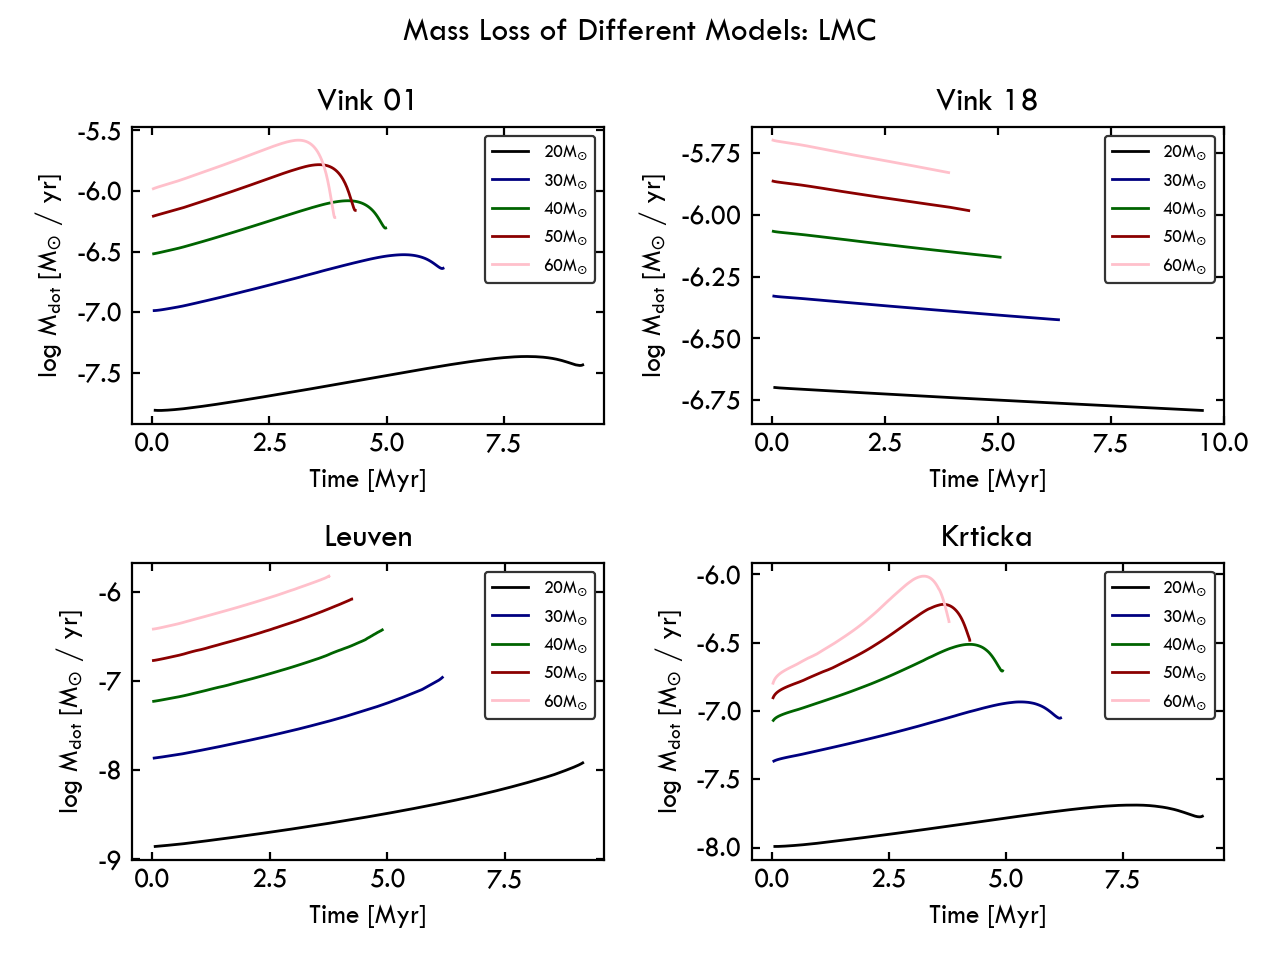 Mass Loss of Different Models: LMC
Vink 01
log M_dot [M⊙ / yr]
-5.5
-6.0
-6.5
-7.0
-7.5
0.0 2.5 5.0 7.5
Time [Myr]
20M⊙
30M⊙
40M⊙
50M⊙
60M⊙
Vink 18
log M_dot [M⊙ / yr]
-5.75
-6.00
-6.25
-6.50
-6.75
0.0 2.5 5.0 7.5 10.0
Time [Myr]
20M⊙
30M⊙
40M⊙
50M⊙
60M⊙
Leuven
log M_dot [M⊙ / yr]
-6
-7
-8
-9
0.0 2.5 5.0 7.5
Time [Myr]
20M⊙
30M⊙
40M⊙
50M⊙
60M⊙
Krticka
log M_dot [M⊙ / yr]
-6.0
-6.5
-7.0
-7.5
-8.0
0.0 2.5 5.0 7.5
Time [Myr]
20M⊙
30M⊙
40M⊙
50M⊙
60M⊙